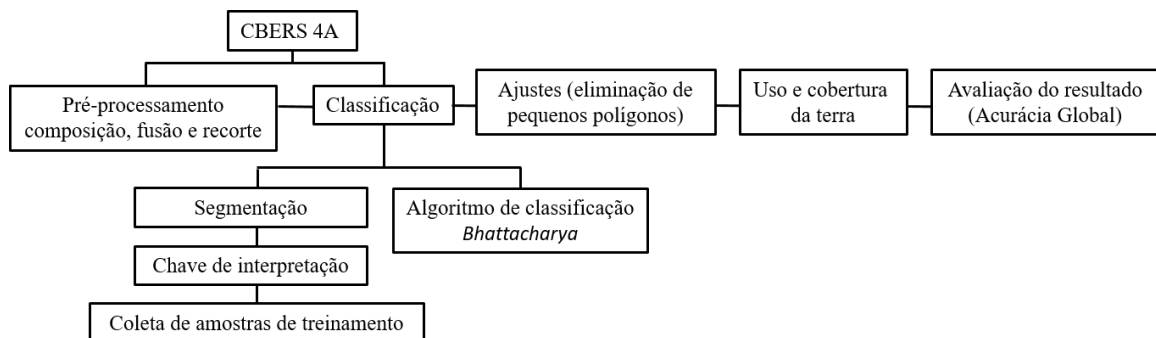 CBERS 4A
Pré-processamento
composição, fusão e recorte
Classificação
Ajustes (eliminação de
pequenos polígonos)
Uso e cobertura
da terra
Avaliação do resultado
(Acurácia Global)
Segmentação
Algoritmo de classificação
Bhattacharya
Chave de interpretação
Coleta de amostras de treinamento